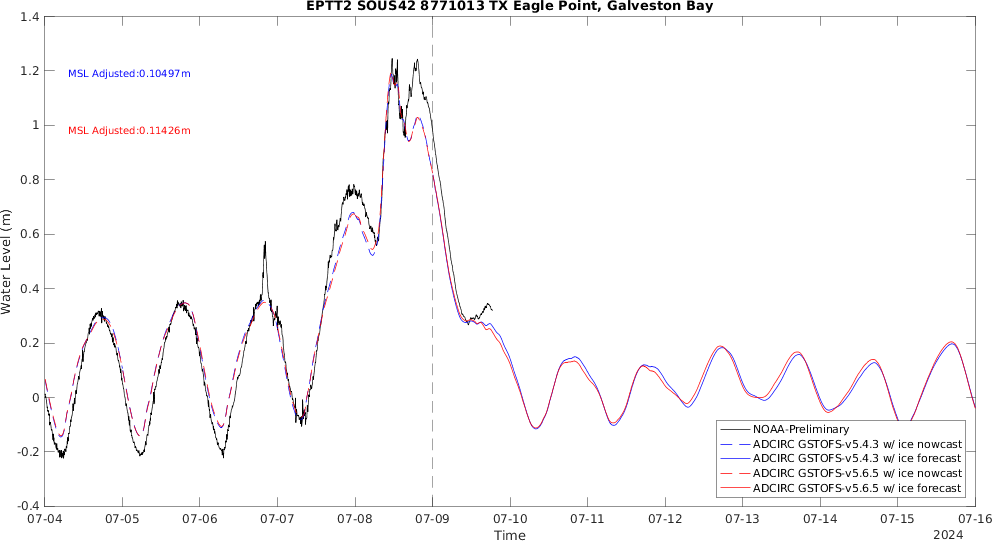 EPTT2 SOUS42 8771013 TX Eagle Point, Galveston Bay
1.4
1.2
1
0.8
0.6
0.4
0.2
0
-0.2
-0.4
Water Level (m)
MSL Adjusted:0.10497m
MSL Adjusted:0.11426m
NOAA-Preliminary
ADCIRC GSTOFS-v5.4.3 w/ ice nowcast
ADCIRC GSTOFS-v5.4.3 w/ ice forecast
ADCIRC GSTOFS-v5.6.5 w/ ice nowcast
ADCIRC GSTOFS-v5.6.5 w/ ice forecast
07-04 07-05 07-06 07-07 07-08 07-09 07-10 07-11 07-12 07-13 07-14 07-15 07-16
Time
2024